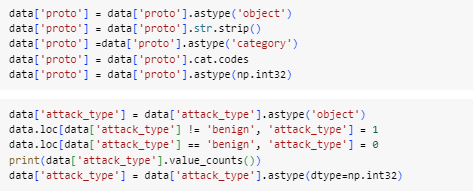 data['proto'] = data['proto'].astype('object')
data['proto'] = data['proto'].str.strip()
data['proto'] =data['proto'].astype('category')
data['proto'] = data['proto'].cat.codes
data['proto'] = data['proto'].astype(np.int32)
data['attack_type'] = data['attack_type'].astype('object')
data.loc[data['attack_type'] != 'benign', 'attack_type'] = 1
data.loc[data['attack_type'] == 'benign', 'attack_type'] = 0
print(data['attack_type'].value_counts())
data['attack_type'] = data['attack_type'].astype(dtype=np.int32)